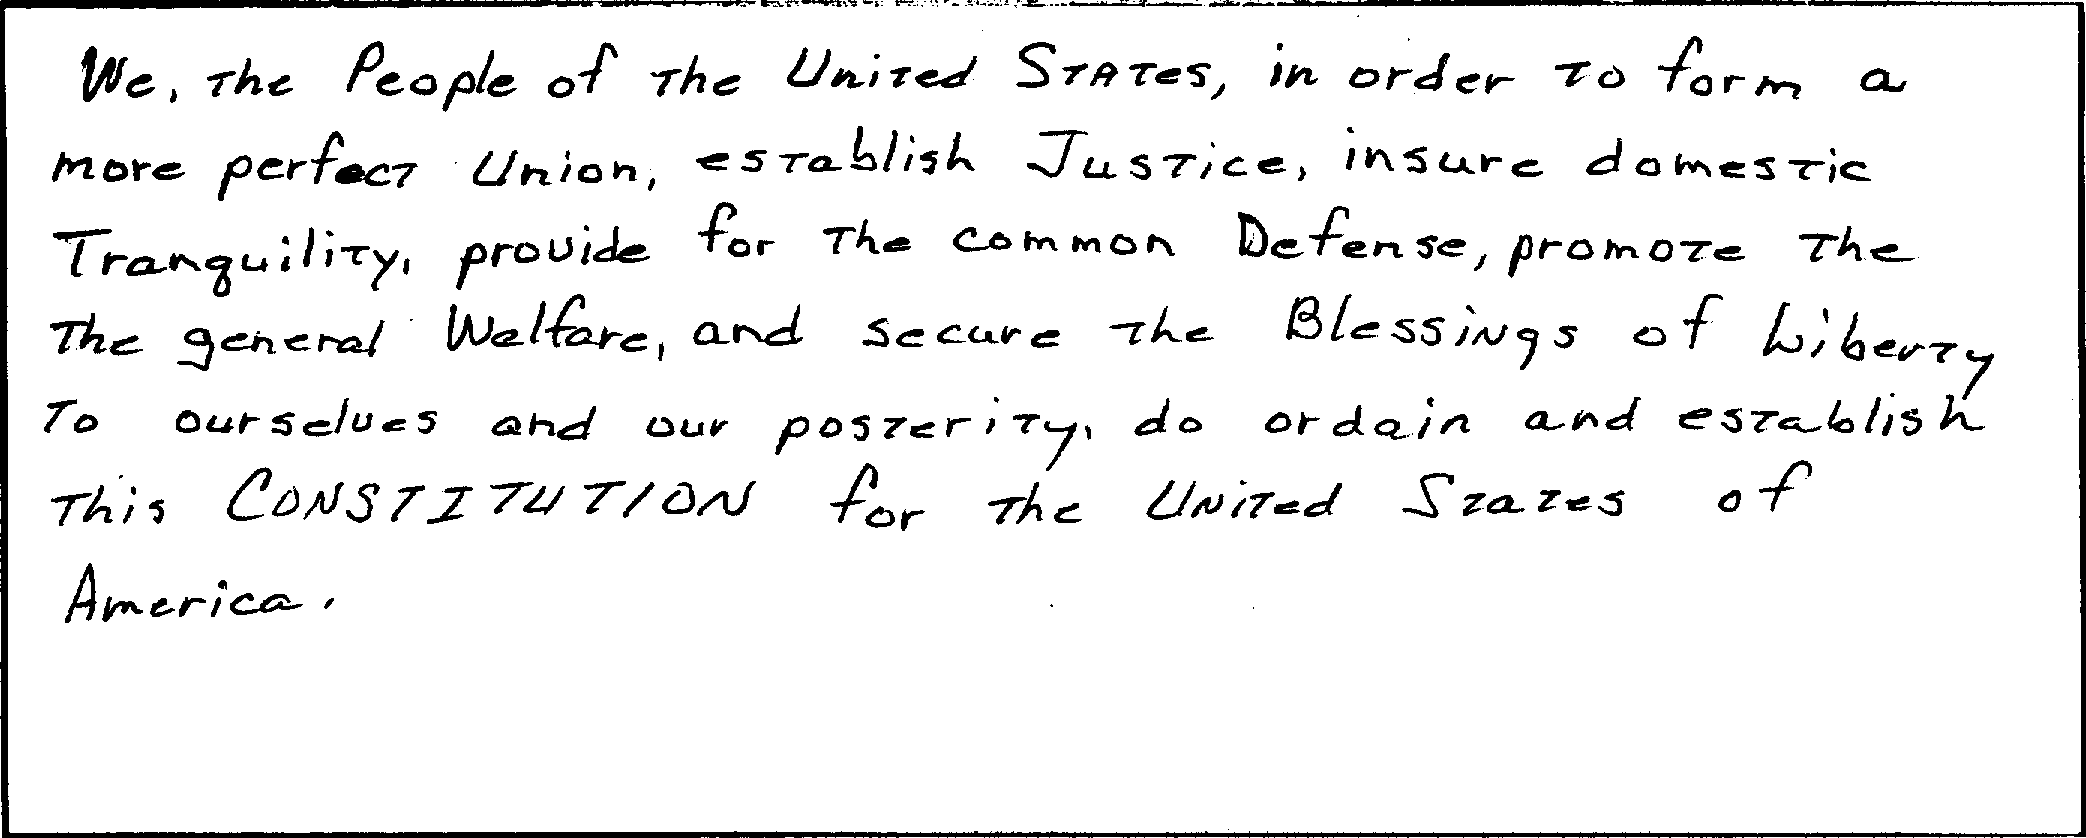 We, the People of the United States, in order to form a
more perfect Union, establish Justice, insure domestic
Tranquility, provide for the common Defense, promote the
the general Welfare, and secure the Blessings of Liberty
to ourselves and our posterity, do ordain and establish
this CONSTITUTION for the United States of
America.